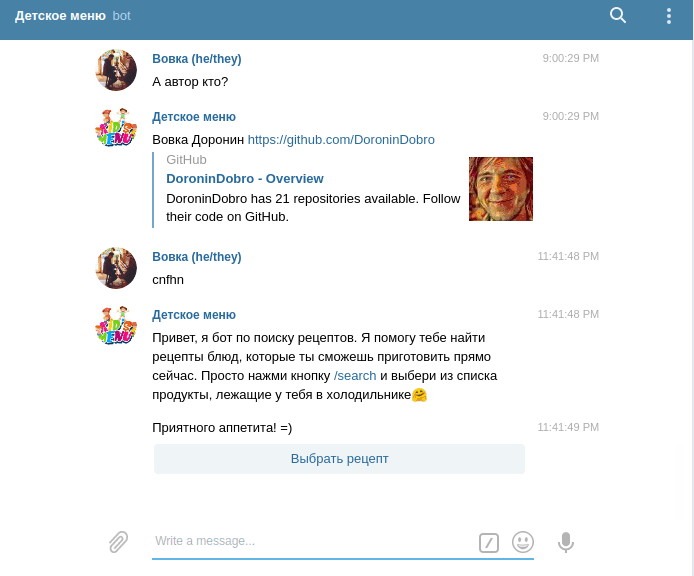 Детское меню bot
Вовка (he/they) 9:00:29 PM
А автор кто?
Детское меню 9:00:29 PM
Вовка Доронин https://github.com/DoroninDobro
GitHub
DoroninDobro - Overview
DoroninDobro has 21 repositories available. Follow
their code on GitHub.
Вовка (he/they) 11:41:48 PM
cnfhn
Детское меню 11:41:48 PM
Привет, я бот по поиску рецептов. Я помогу тебе найти
рецепты блюд, которые ты сможешь приготовить прямо
сейчас. Просто нажми кнопку /search и выбери из списка
продукты, лежащие у тебя в холодильнике🤗
Приятного аппетита! =) 11:41:49 PM
Выбрать рецепт
Write a message...